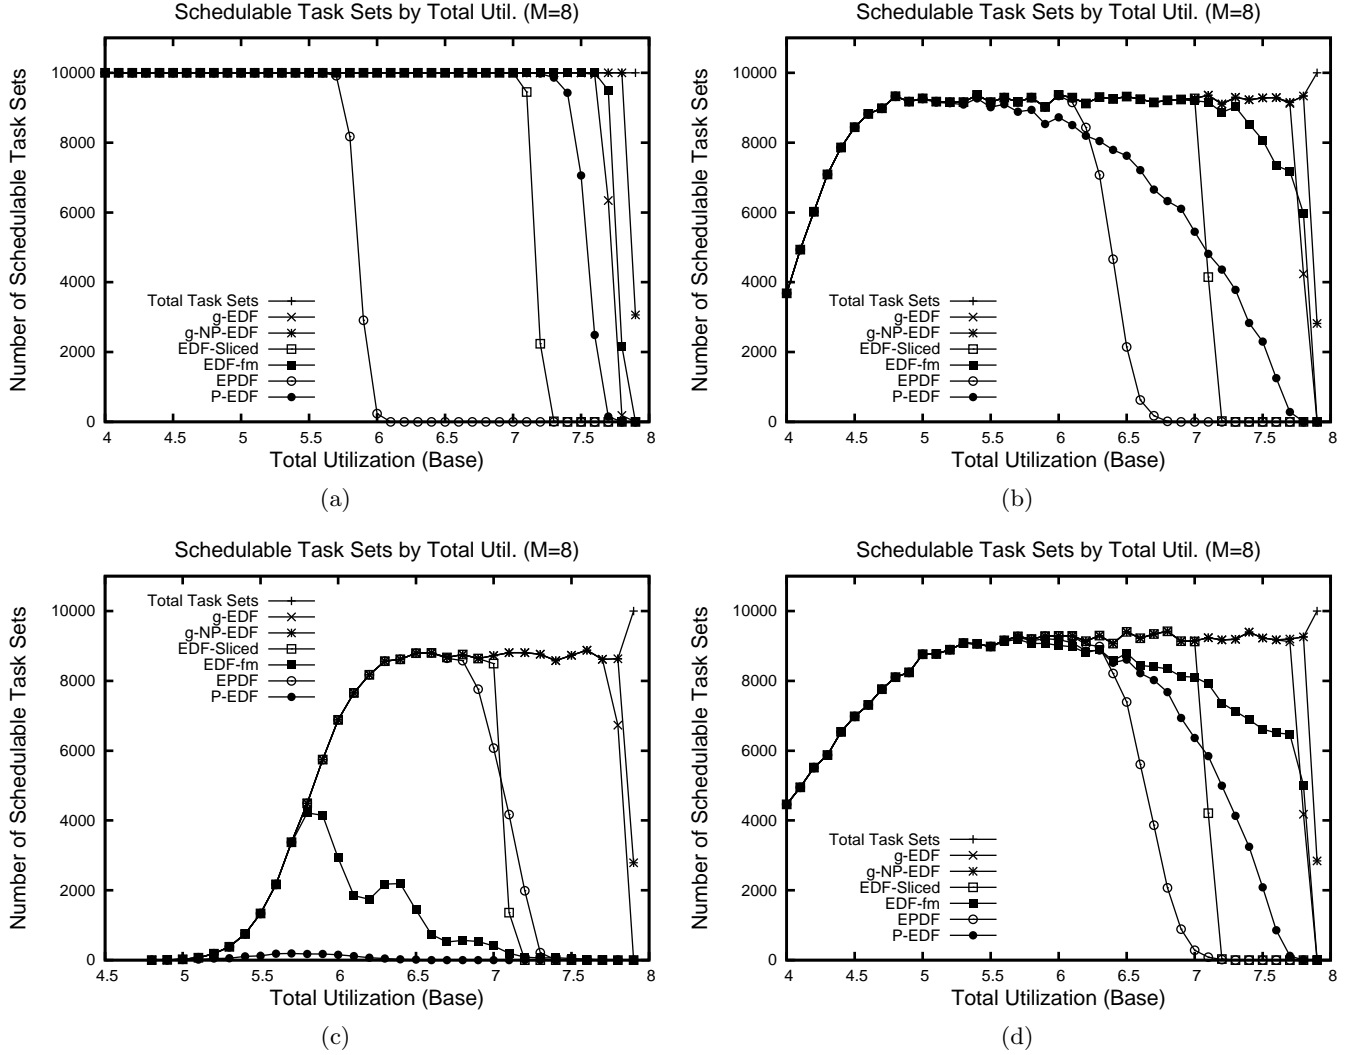 Schedulable Task Sets by Total Util. (M=8)
Number of Schedulable Task Sets
10000
8000
6000
4000
2000
0
Total Task Sets
g-EDF
g-NP-EDF
EDF-Sliced
EDF-fm
EPDF
P-EDF
4 4.5 5 5.5 6 6.5 7 7.5 8
Total Utilization (Base)
(a)
Schedulable Task Sets by Total Util. (M=8)
Number of Schedulable Task Sets
10000
8000
6000
4000
2000
0
Total Task Sets
g-EDF
g-NP-EDF
EDF-Sliced
EDF-fm
EPDF
P-EDF
4 4.5 5 5.5 6 6.5 7 7.5 8
Total Utilization (Base)
(b)
Schedulable Task Sets by Total Util. (M=8)
Number of Schedulable Task Sets
10000
8000
6000
4000
2000
0
Total Task Sets
g-EDF
g-NP-EDF
EDF-Sliced
EDF-fm
EPDF
P-EDF
4.5 5 5.5 6 6.5 7 7.5 8
Total Utilization (Base)
(c)
Schedulable Task Sets by Total Util. (M=8)
Number of Schedulable Task Sets
10000
8000
6000
4000
2000
0
Total Task Sets
g-EDF
g-NP-EDF
EDF-Sliced
EDF-fm
EPDF
P-EDF
4 4.5 5 5.5 6 6.5 7 7.5 8
Total Utilization (Base)
(d)